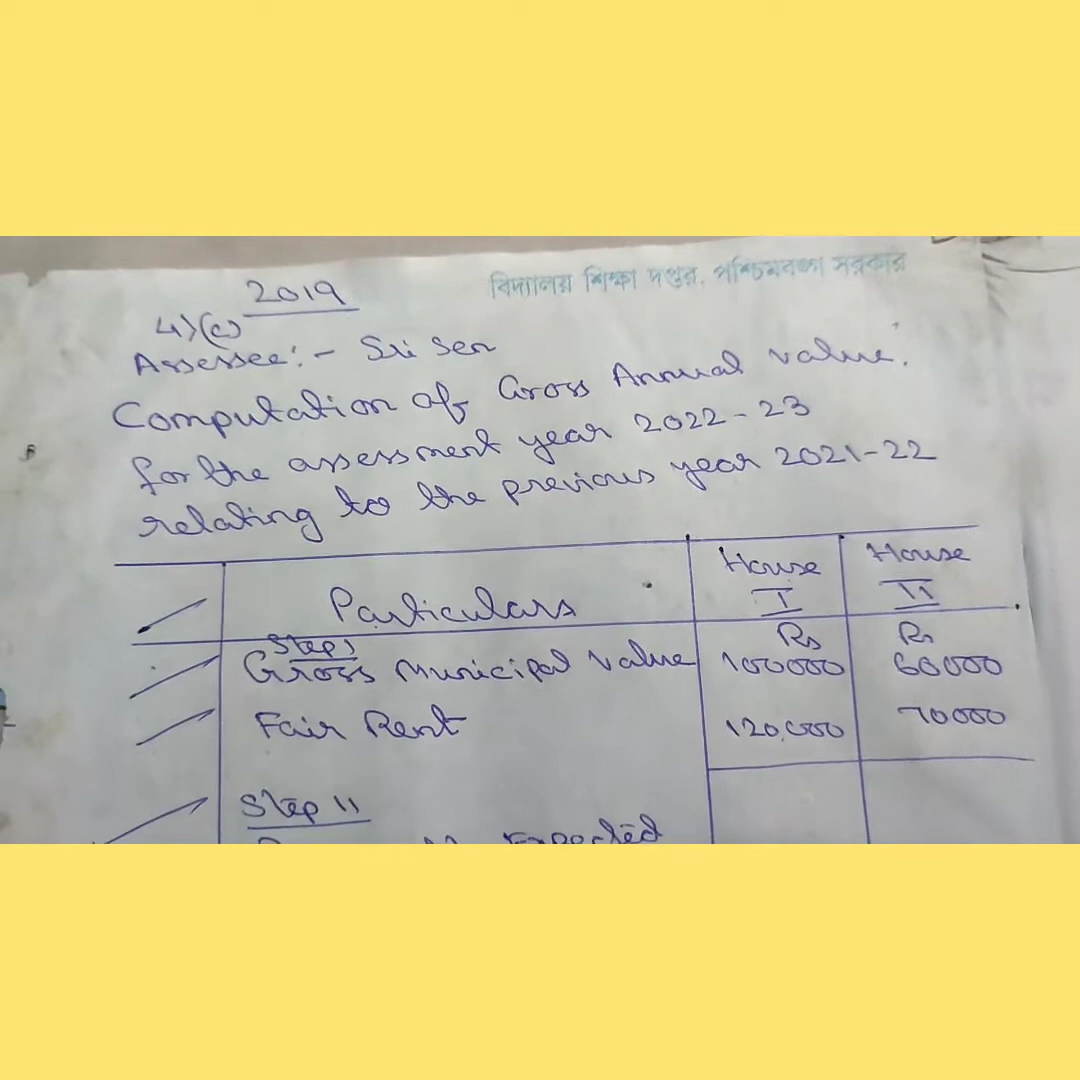 2019
বিদ্যালয় শিক্ষা দপ্তর, পশ্চিমবঙ্গ সরকার
4)(c)
Assessee:- Sri Sen
Computation of Gross Annual value.
for the assessment year 2022-23
relating to the previous year 2021-22
Particulars House I House II
Step 1 Rs Rs
Gross Municipal value 100000 60000
Fair Rent 120,000 70000
Step 11
Expected